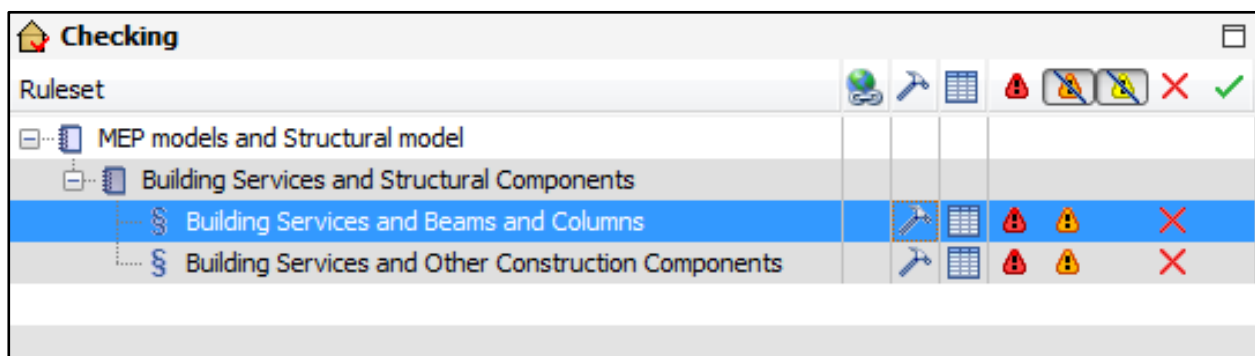 Checking
Ruleset
MEP models and Structural model
Building Services and Structural Components
§ Building Services and Beams and Columns
§ Building Services and Other Construction Components